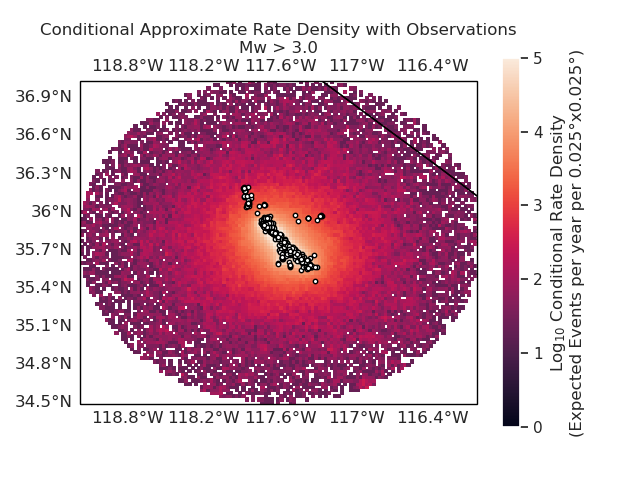 Conditional Approximate Rate Density with Observations
Mw > 3.0
118.8°W 118.2°W 117.6°W 117°W 116.4°W
36.9°N
36.6°N
36.3°N
36°N
35.7°N
35.4°N
35.1°N
34.8°N
34.5°N
118.8°W 118.2°W 117.6°W 117°W 116.4°W
5
4
3
2
1
0
Log₁₀ Conditional Rate Density
(Expected Events per year per 0.025°x0.025°)